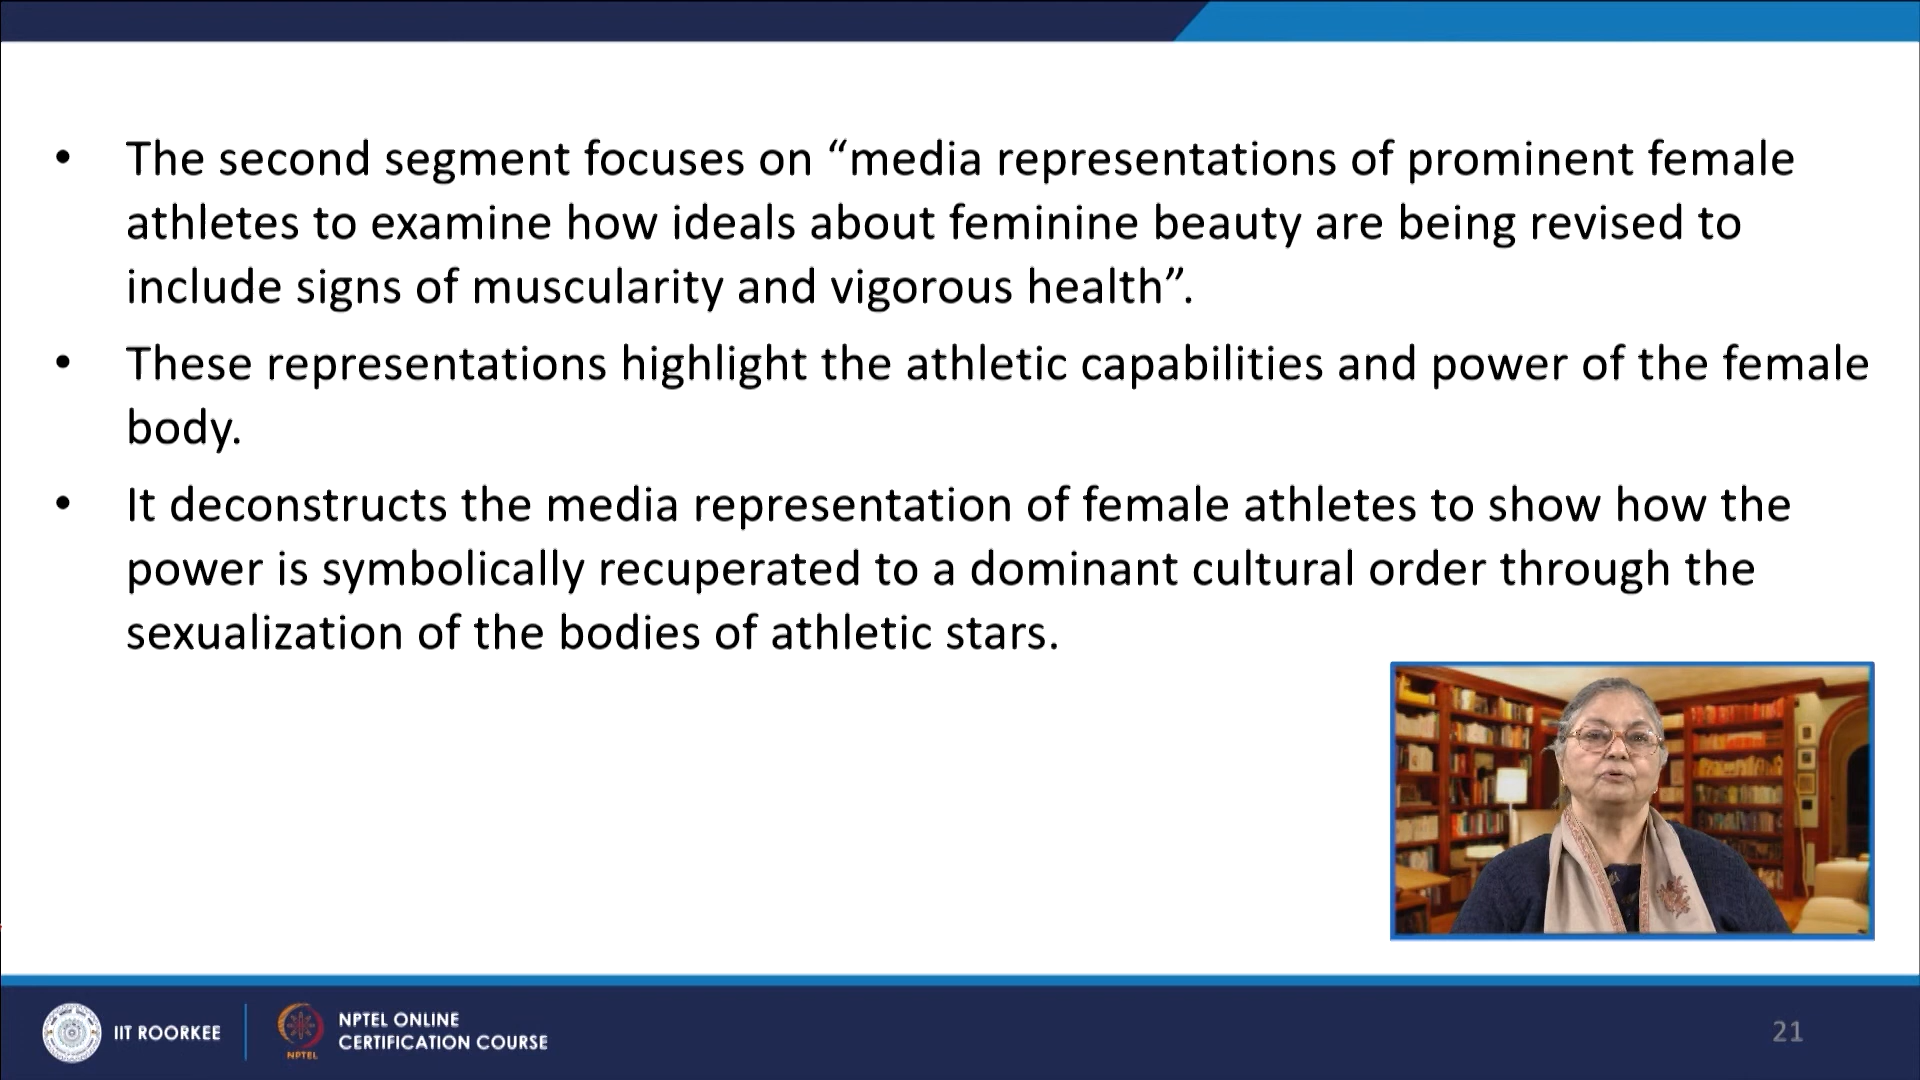 • The second segment focuses on “media representations of prominent female
athletes to examine how ideals about feminine beauty are being revised to
include signs of muscularity and vigorous health”.
• These representations highlight the athletic capabilities and power of the female
body.
• It deconstructs the media representation of female athletes to show how the
power is symbolically recuperated to a dominant cultural order through the
sexualization of the bodies of athletic stars.
IIT ROORKEE
NPTEL
NPTEL ONLINE
CERTIFICATION COURSE
21